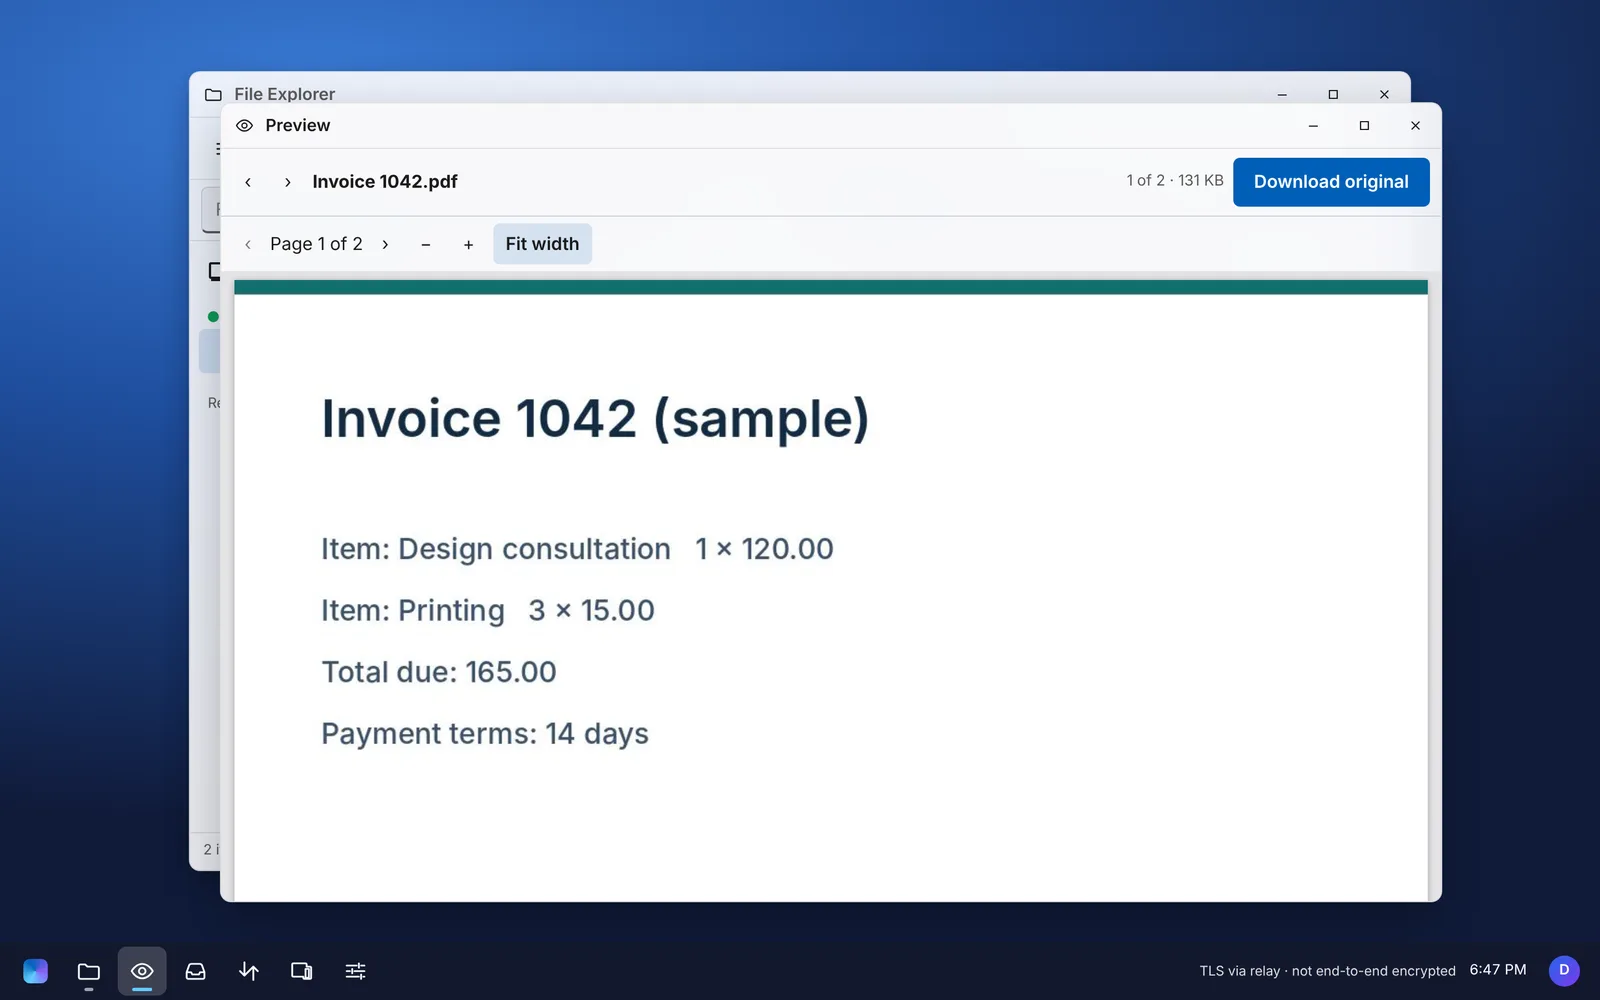 File Explorer
Preview
Invoice 1042.pdf
1 of 2 · 131 KB
Download original
Page 1 of 2
− + Fit width
Invoice 1042 (sample)
Item: Design consultation 1 × 120.00
Item: Printing 3 × 15.00
Total due: 165.00
Payment terms: 14 days
2
TLS via relay · not end-to-end encrypted
6:47 PM
D